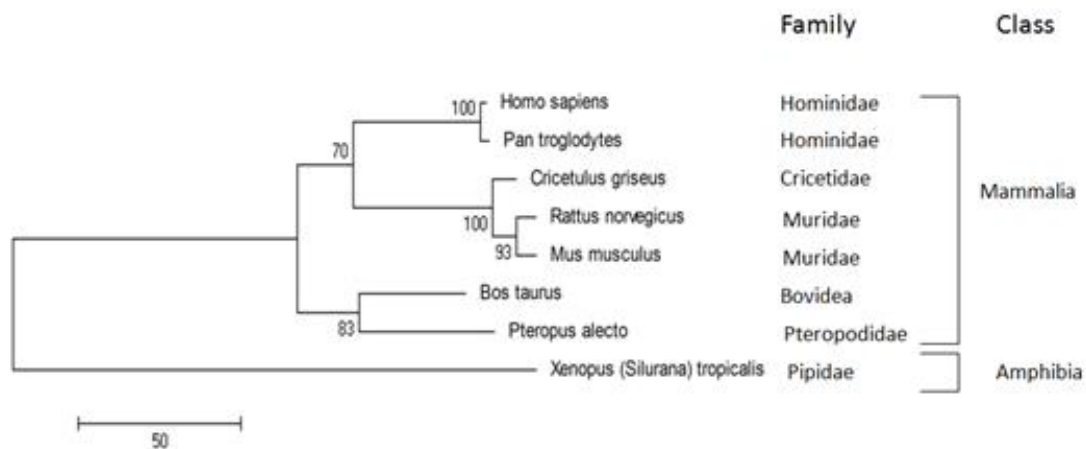 Family Class
Homo sapiens Hominidae
100
Pan troglodytes Hominidae
70
Cricetulus griseus Cricetidae
Mammalia
Rattus norvegicus Muridae
100
93 Mus musculus Muridae
Bos taurus Bovidea
83 Pteropus alecto Pteropodidae
Xenopus (Silurana) tropicalis Pipidae Amphibia
50